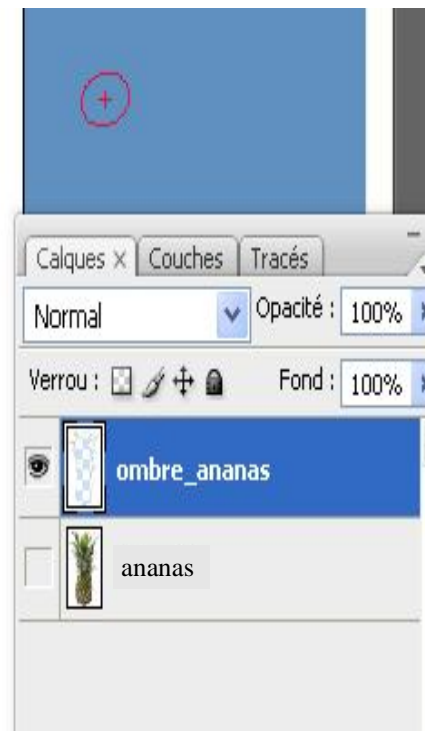 Calques × Couches Tracés
Normal Opacité : 100%
Verrou : Fond : 100%
ombre_ananas
ananas